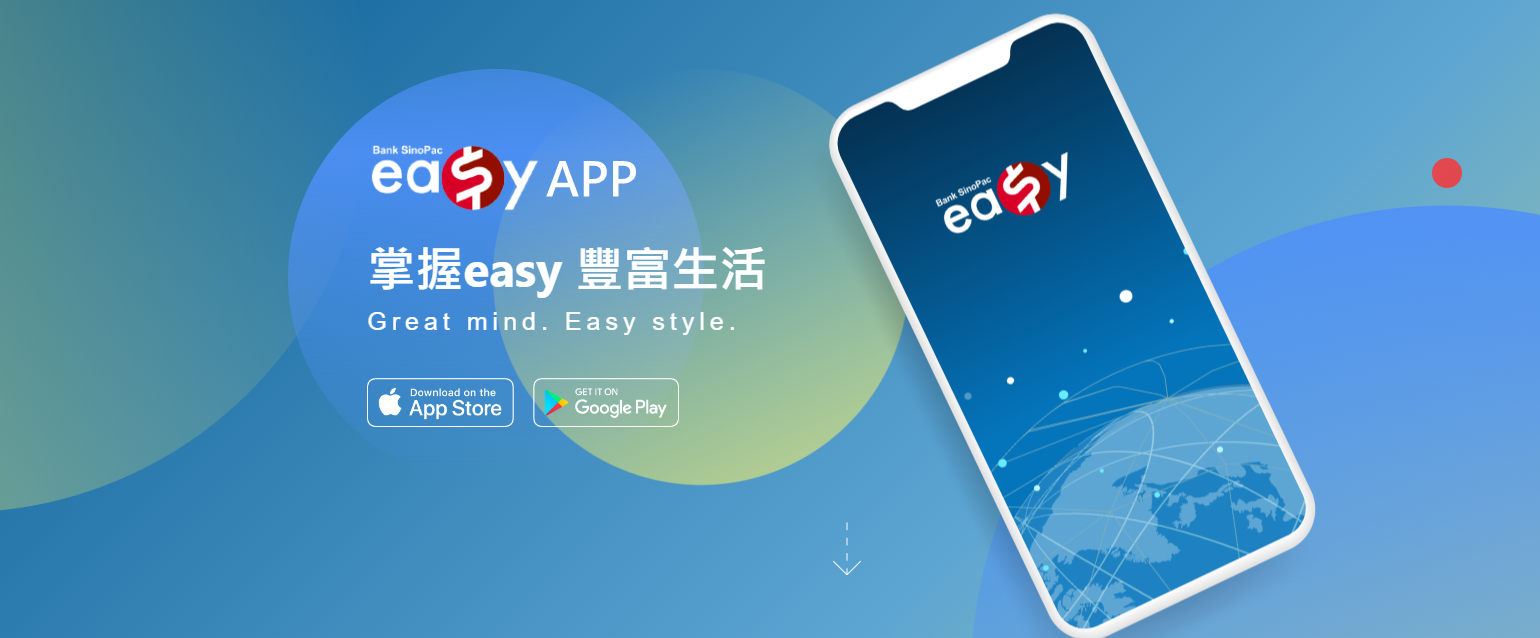 Bank SinoPac
easy APP
掌握easy 豐富生活
Great mind. Easy style.
Download on the
App Store
GET IT ON
Google Play
Bank SinoPac
easy